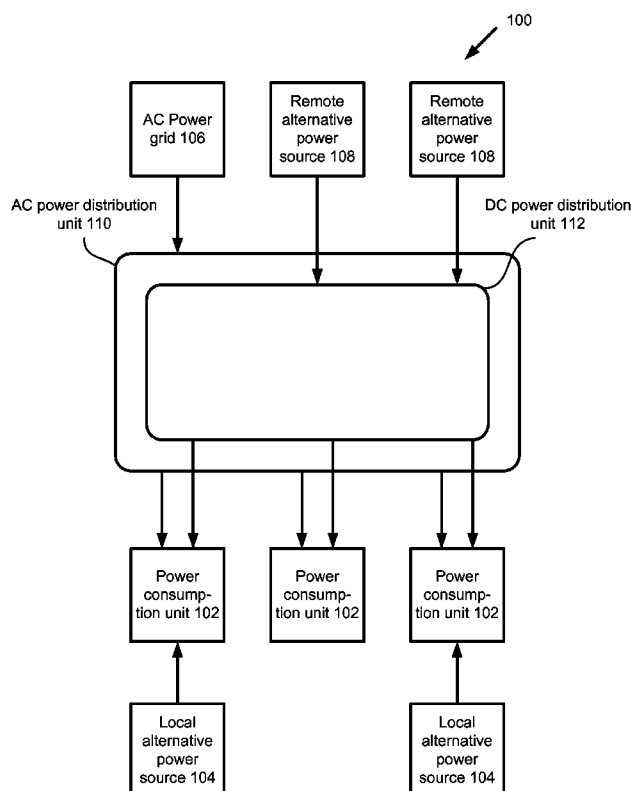 100
AC Power
grid 106
Remote
alternative
power
source 108
Remote
alternative
power
source 108
AC power distribution
unit 110
DC power distribution
unit 112
Power
consump-
tion unit 102
Power
consump-
tion unit 102
Power
consump-
tion unit 102
Local
alternative
power
source 104
Local
alternative
power
source 104